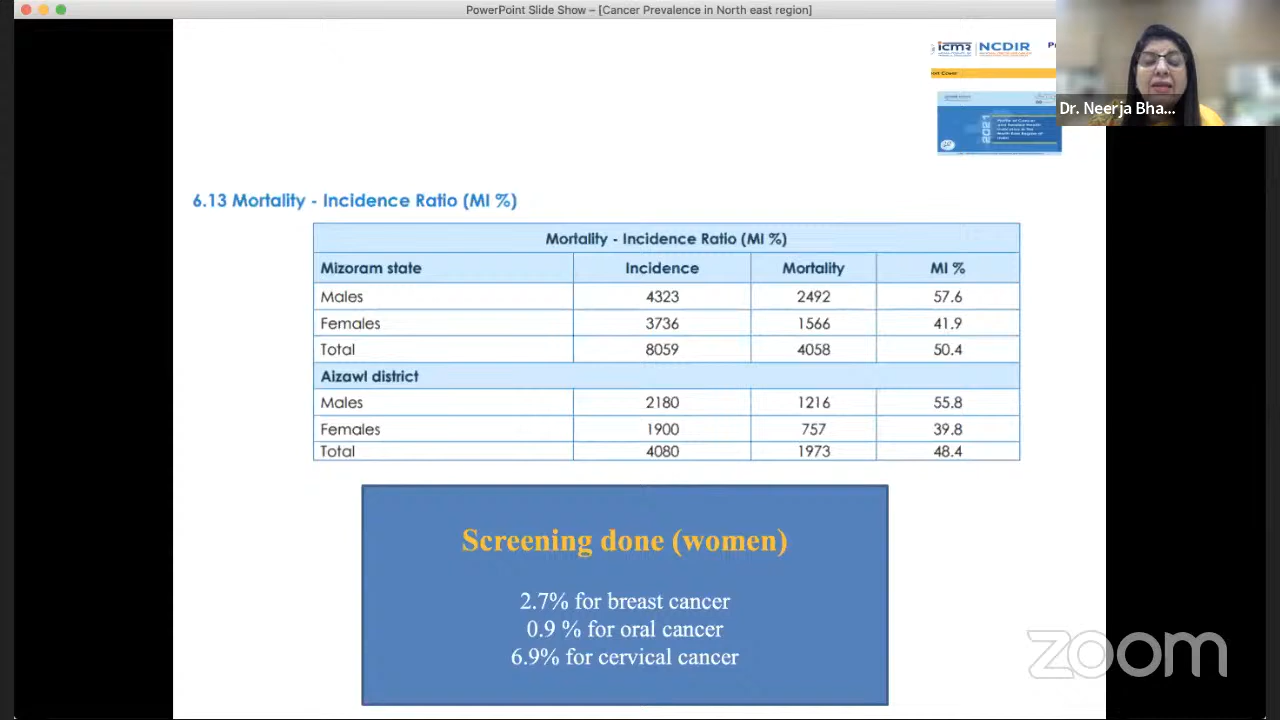 PowerPoint Slide Show – [Cancer Prevalence in North east region]
icmr NCDIR
Dr. Neerja Bha...
2021
6.13 Mortality - Incidence Ratio (MI %)
Mortality - Incidence Ratio (MI %)
Mizoram state Incidence Mortality MI %
Males 4323 2492 57.6
Females 3736 1566 41.9
Total 8059 4058 50.4
Aizawl district
Males 2180 1216 55.8
Females 1900 757 39.8
Total 4080 1973 48.4
Screening done (women)
2.7% for breast cancer
0.9 % for oral cancer
6.9% for cervical cancer
zoom